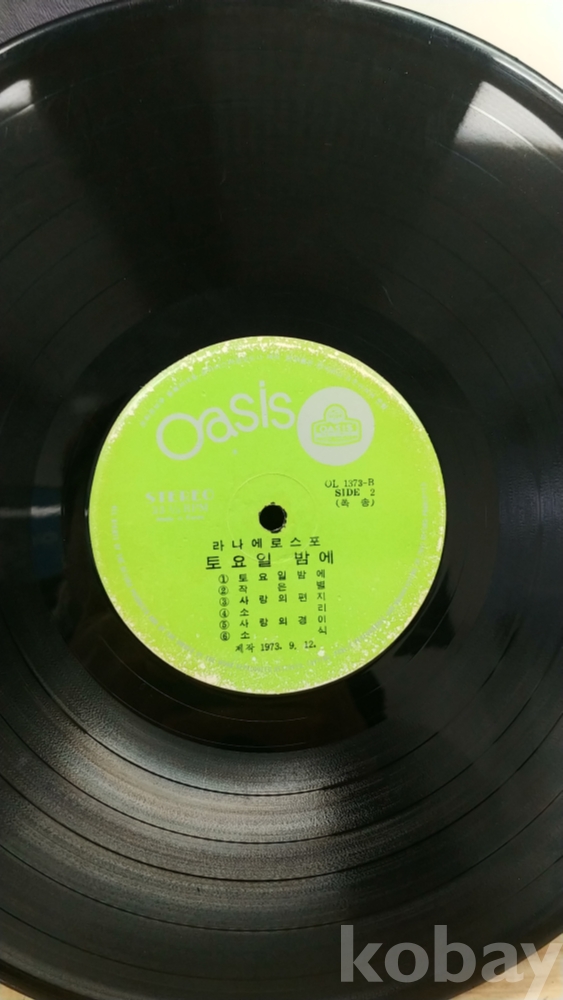 Oasis
OASIS
STEREO
OL 1373-B
SIDE 2
라나에로스포
토요일 밤에
① 토요일밤에
② 작은별
③ 사랑의편지
④ 소리
⑤ 사랑의경이
⑥ 소식
제작 1973. 9. 12.
kobay